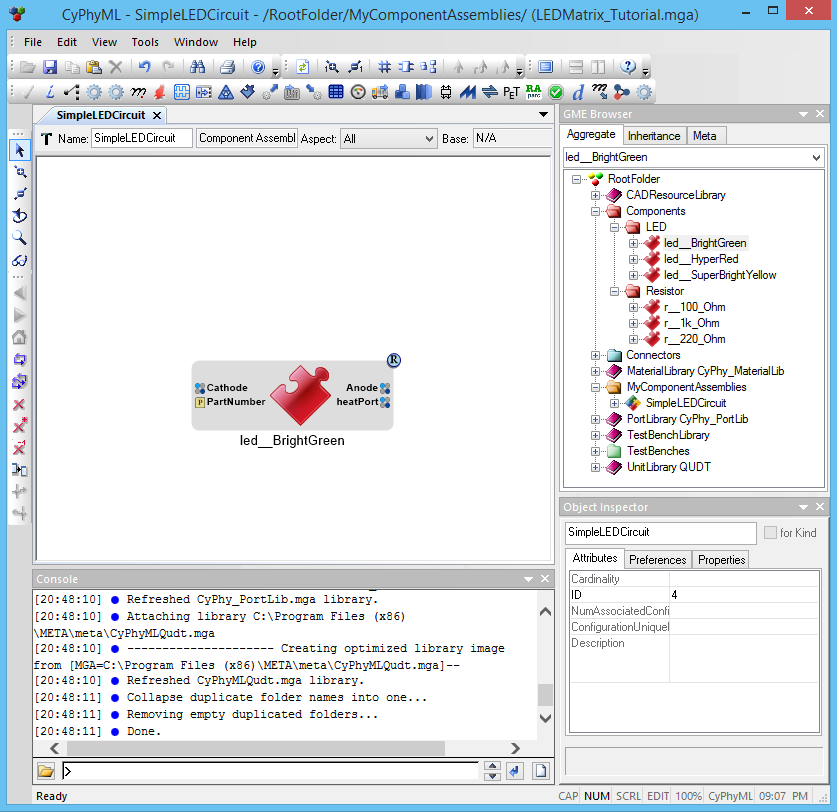 CyPhyML - SimpleLEDCircuit - /RootFolder/MyComponentAssemblies/ (LEDMatrix_Tutorial.mga)
File Edit View Tools Window Help
PET RA parc d
SimpleLEDCircuit
Name: SimpleLEDCircuit Component Assembl Aspect: All Base: N/A
Cathode Anode
P PartNumber heatPort
R
led__BrightGreen
GME Browser
Aggregate Inheritance Meta
led__BrightGreen
RootFolder
CADResourceLibrary
Components
LED
led__BrightGreen
led__HyperRed
led__SuperBrightYellow
Resistor
r__100_Ohm
r__1k_Ohm
r__220_Ohm
Connectors
MaterialLibrary CyPhy_MaterialLib
MyComponentAssemblies
SimpleLEDCircuit
PortLibrary CyPhy_PortLib
TestBenchLibrary
TestBenches
UnitLibrary QUDT
Object Inspector
SimpleLEDCircuit for Kind
Attributes Preferences Properties
Cardinality
ID 4
NumAssociatedConfi
ConfigurationUniqueI
Description
Console
[20:48:10] ● Refreshed CyPhy_PortLib.mga library.
[20:48:10] ● Attaching library C:\Program Files (x86)
\META\meta\CyPhyMLQudt.mga
[20:48:10] ● --------------------- Creating optimized library image
from [MGA=C:\Program Files (x86)\META\meta\CyPhyMLQudt.mga]--
[20:48:10] ● Refreshed CyPhyMLQudt.mga library.
[20:48:11] ● Collapse duplicate folder names into one...
[20:48:11] ● Removing empty duplicated folders...
[20:48:11] ● Done.
>
Ready CAP NUM SCRL EDIT 100% CyPhyML 09:07 PM